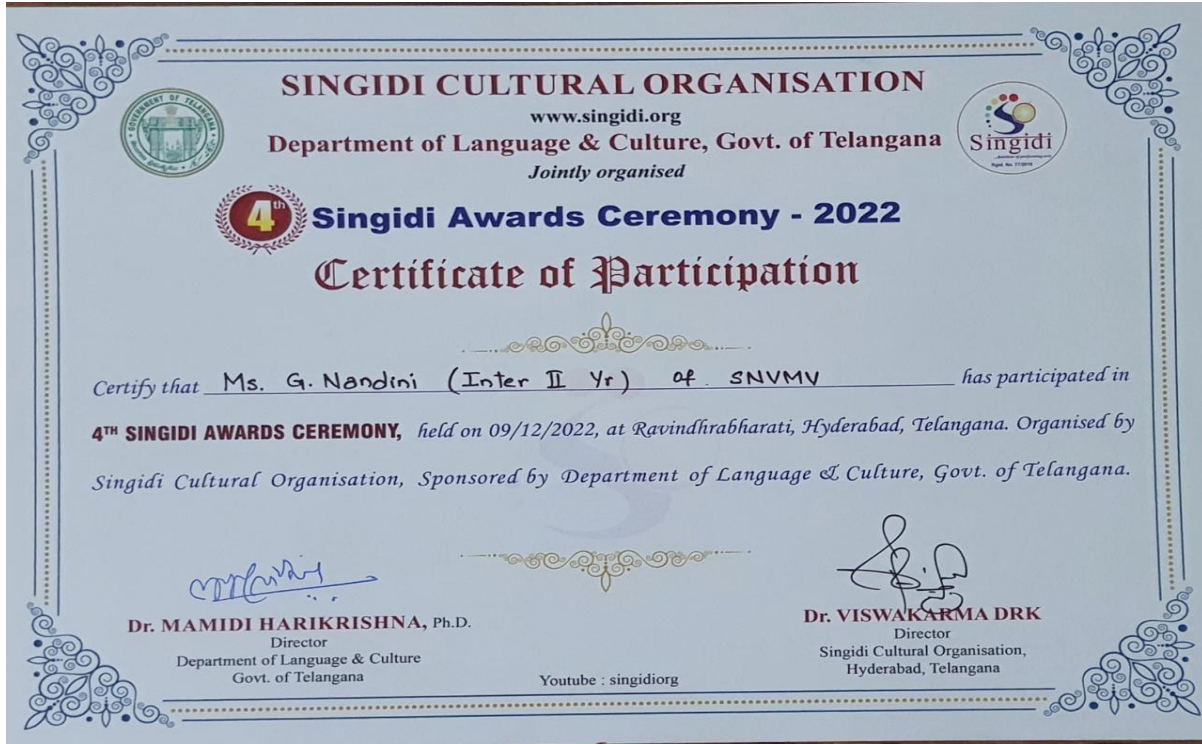 SINGIDI CULTURAL ORGANISATION
www.singidi.org
Department of Language & Culture, Govt. of Telangana
Jointly organised
GOVERNMENT OF TELANGANA
Singidi
4th Singidi Awards Ceremony - 2022
Certificate of Participation
Certify that Ms. G. Nandini (Inter II Yr) of SNVMV has participated in
4TH SINGIDI AWARDS CEREMONY, held on 09/12/2022, at Ravindhrabharati, Hyderabad, Telangana. Organised by
Singidi Cultural Organisation, Sponsored by Department of Language & Culture, Govt. of Telangana.
Dr. MAMIDI HARIKRISHNA, Ph.D.
Director
Department of Language & Culture
Govt. of Telangana
Dr. VISWAKARMA DRK
Director
Singidi Cultural Organisation,
Hyderabad, Telangana
Youtube : singidiorg